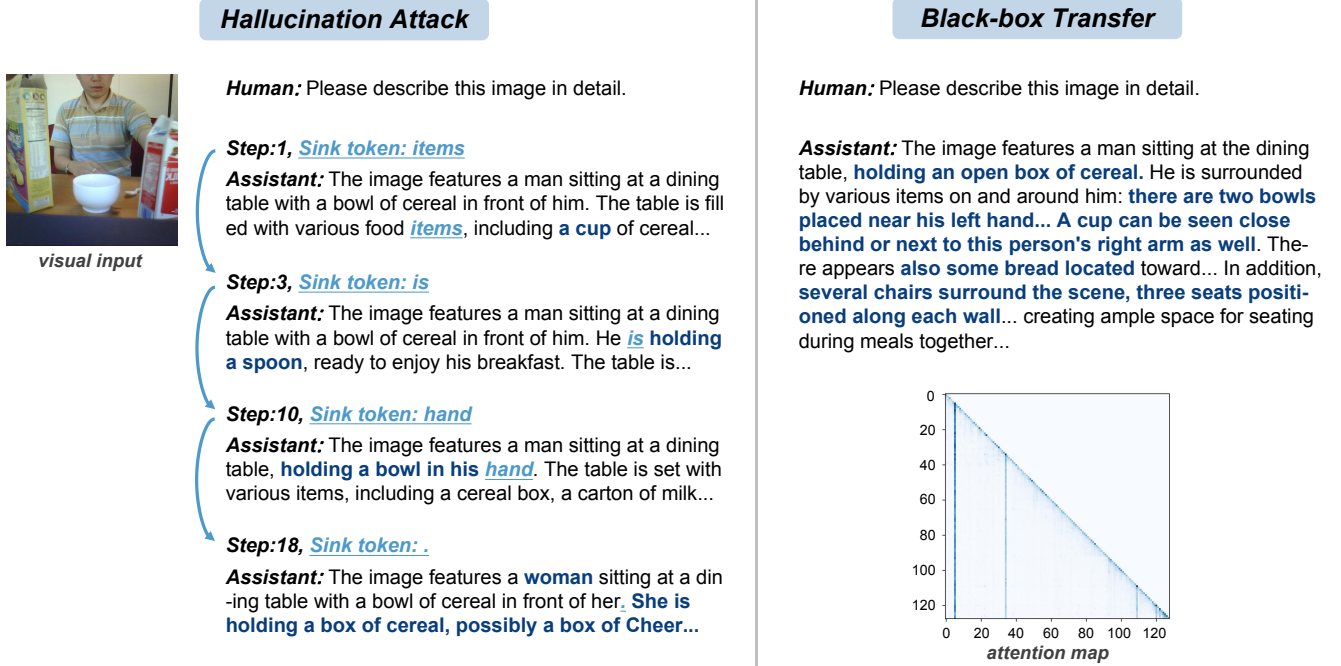 Hallucination Attack
visual input
Human: Please describe this image in detail.
Step:1, Sink token: items
Assistant: The image features a man sitting at a dining
table with a bowl of cereal in front of him. The table is fill
ed with various food items, including a cup of cereal...
Step:3, Sink token: is
Assistant: The image features a man sitting at a dining
table with a bowl of cereal in front of him. He is holding
a spoon, ready to enjoy his breakfast. The table is...
Step:10, Sink token: hand
Assistant: The image features a man sitting at a dining
table, holding a bowl in his hand. The table is set with
various items, including a cereal box, a carton of milk...
Step:18, Sink token: .
Assistant: The image features a woman sitting at a din
-ing table with a bowl of cereal in front of her. She is
holding a box of cereal, possibly a box of Cheer...
Black-box Transfer
Human: Please describe this image in detail.
Assistant: The image features a man sitting at the dining
table, holding an open box of cereal. He is surrounded
by various items on and around him: there are two bowls
placed near his left hand... A cup can be seen close
behind or next to this person's right arm as well. The-
re appears also some bread located toward... In addition,
several chairs surround the scene, three seats positi-
oned along each wall... creating ample space for seating
during meals together...
0
20
40
60
80
100
120
0 20 40 60 80 100 120
attention map